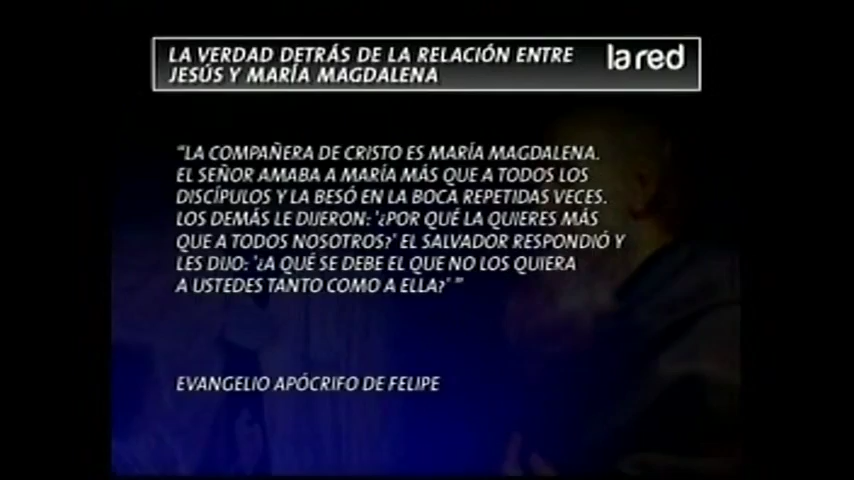 LA VERDAD DETRÁS DE LA RELACIÓN ENTRE
JESÚS Y MARÍA MAGDALENA
la red
"LA COMPAÑERA DE CRISTO ES MARÍA MAGDALENA.
EL SEÑOR AMABA A MARÍA MÁS QUE A TODOS LOS
DISCÍPULOS Y LA BESÓ EN LA BOCA REPETIDAS VECES.
LOS DEMÁS LE DIJERON: '¿POR QUÉ LA QUIERES MÁS
QUE A TODOS NOSOTROS?' EL SALVADOR RESPONDIÓ Y
LES DIJO: '¿A QUÉ SE DEBE EL QUE NO LOS QUIERA
A USTEDES TANTO COMO A ELLA?' "
EVANGELIO APÓCRIFO DE FELIPE